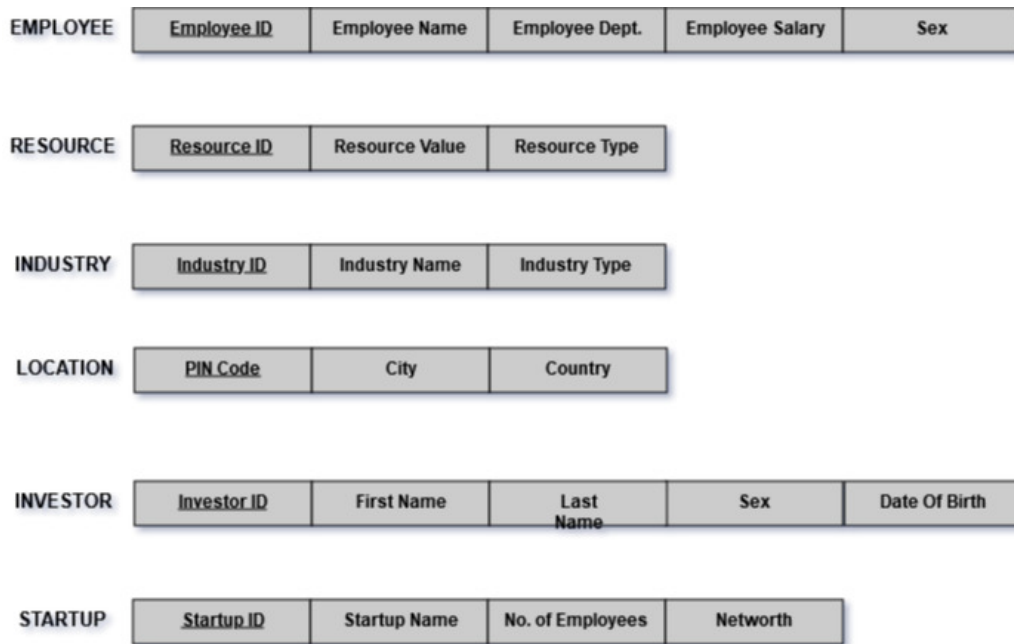 EMPLOYEE Employee ID Employee Name Employee Dept. Employee Salary Sex
RESOURCE Resource ID Resource Value Resource Type
INDUSTRY Industry ID Industry Name Industry Type
LOCATION PIN Code City Country
INVESTOR Investor ID First Name Last Name Sex Date Of Birth
STARTUP Startup ID Startup Name No. of Employees Networth